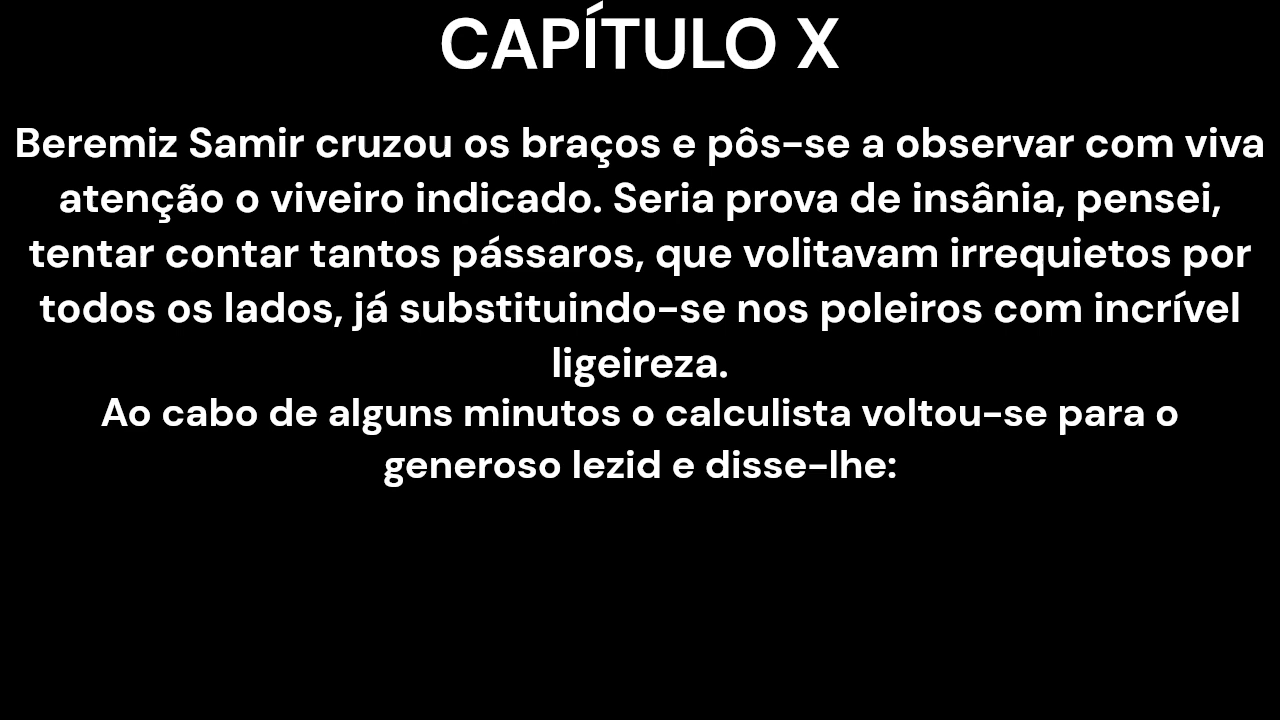 CAPÍTULO X
Beremiz Samir cruzou os braços e pôs-se a observar com viva
atenção o viveiro indicado. Seria prova de insânia, pensei,
tentar contar tantos pássaros, que volitavam irrequietos por
todos os lados, já substituindo-se nos poleiros com incrível
ligeireza.
Ao cabo de alguns minutos o calculista voltou-se para o
generoso Iezid e disse-lhe: